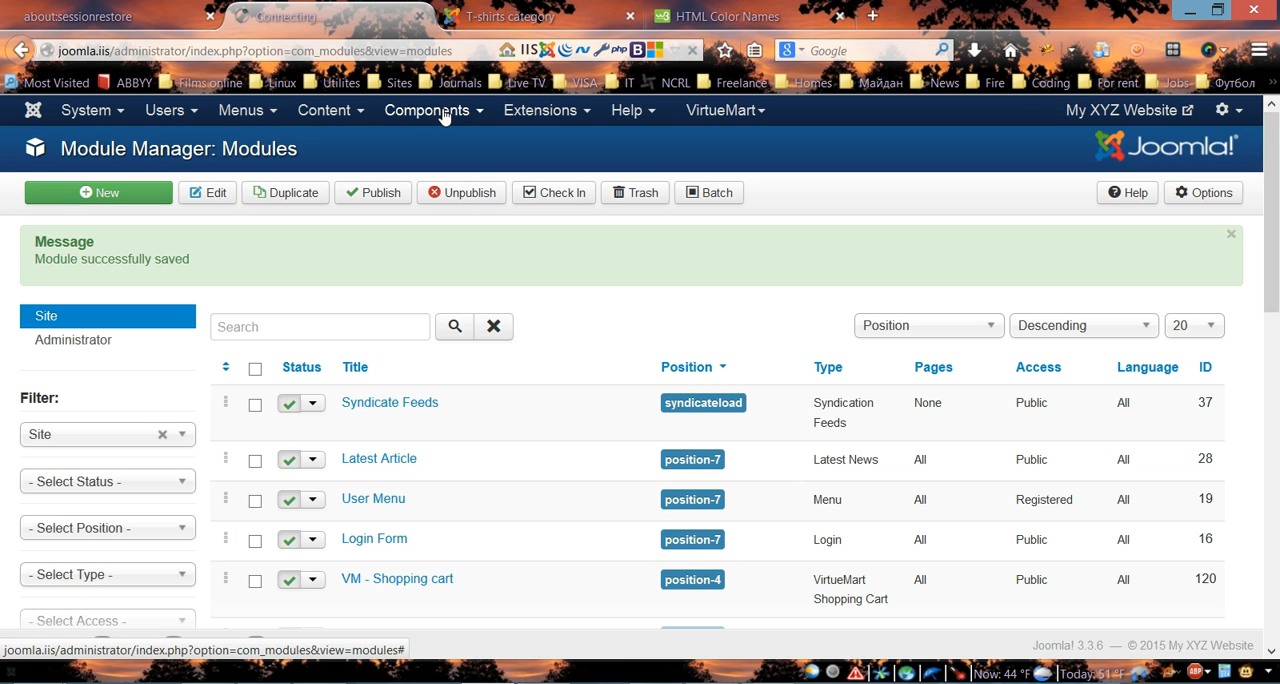 about:sessionrestore
Connecting...
T-shirts category
HTML Color Names
joomla.iis/administrator/index.php?option=com_modules&view=modules
IIS
php
Google
Most Visited
ABBYY
Films online
Linux
Utilites
Sites
Journals
Live TV
VISA
IT
NCRL
Freelance
Homes
Майдан
News
Fire
Coding
For rent
Jobs
Футбол
System
Users
Menus
Content
Components
Extensions
Help
VirtueMart
My XYZ Website
Module Manager: Modules
Joomla!
New
Edit
Duplicate
Publish
Unpublish
Check In
Trash
Batch
Help
Options
Message
Module successfully saved
Site
Administrator
Search
Position
Descending
20
Filter:
Site
- Select Status -
- Select Position -
- Select Type -
- Select Access -
Status Title Position Type Pages Access Language ID
Syndicate Feeds syndicateload Syndication Feeds None Public All 37
Latest Article position-7 Latest News All Public All 28
User Menu position-7 Menu All Registered All 19
Login Form position-7 Login All Public All 16
VM - Shopping cart position-4 VirtueMart Shopping Cart All Public All 120
joomla.iis/administrator/index.php?option=com_modules&view=modules#
Joomla! 3.3.6 — © 2015 My XYZ Website
Now: 44 °F
Today: 51 °F
ABP